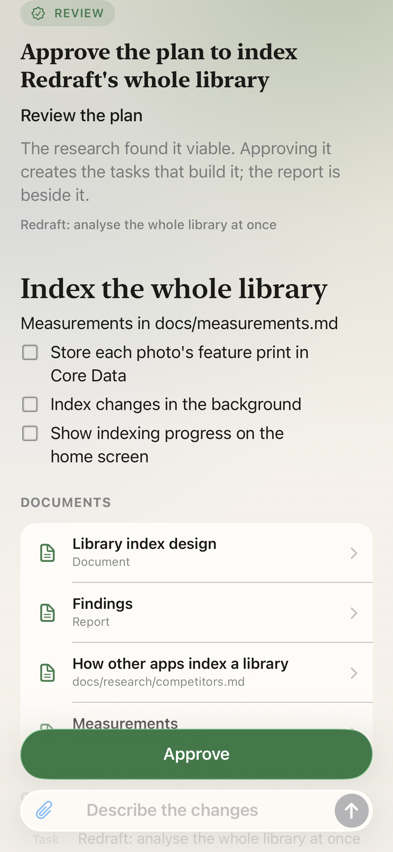 REVIEW
Approve the plan to index
Redraft's whole library
Review the plan
The research found it viable. Approving it
creates the tasks that build it; the report is
beside it.
Redraft: analyse the whole library at once
Index the whole library
Measurements in docs/measurements.md
Store each photo's feature print in
Core Data
Index changes in the background
Show indexing progress on the
home screen
DOCUMENTS
Library index design
Document
Findings
Report
How other apps index a library
docs/research/competitors.md
Measurements
Approve
Describe the changes
Task Redraft: analyse the whole library at once